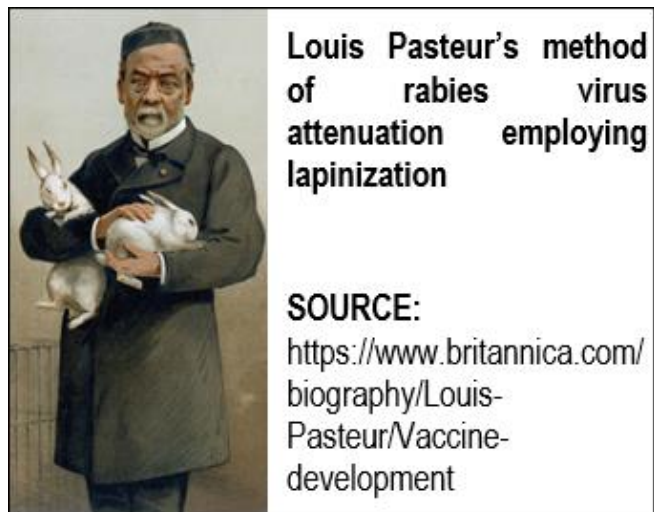 Louis Pasteur's method
of rabies virus
attenuation employing
lapinization
SOURCE:
https://www.britannica.com/
biography/Louis-
Pasteur/Vaccine-
development